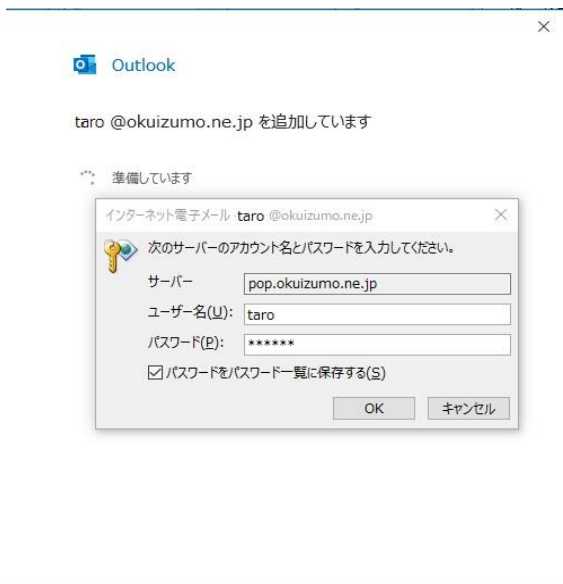 Outlook
taro @okuizumo.ne.jp を追加しています
準備しています
インターネット電子メール - taro @okuizumo.ne.jp
次のサーバーのアカウント名とパスワードを入力してください。
サーバー pop.okuizumo.ne.jp
ユーザー名(U): taro
パスワード(P): ******
パスワードをパスワード一覧に保存する(S)
OK キャンセル